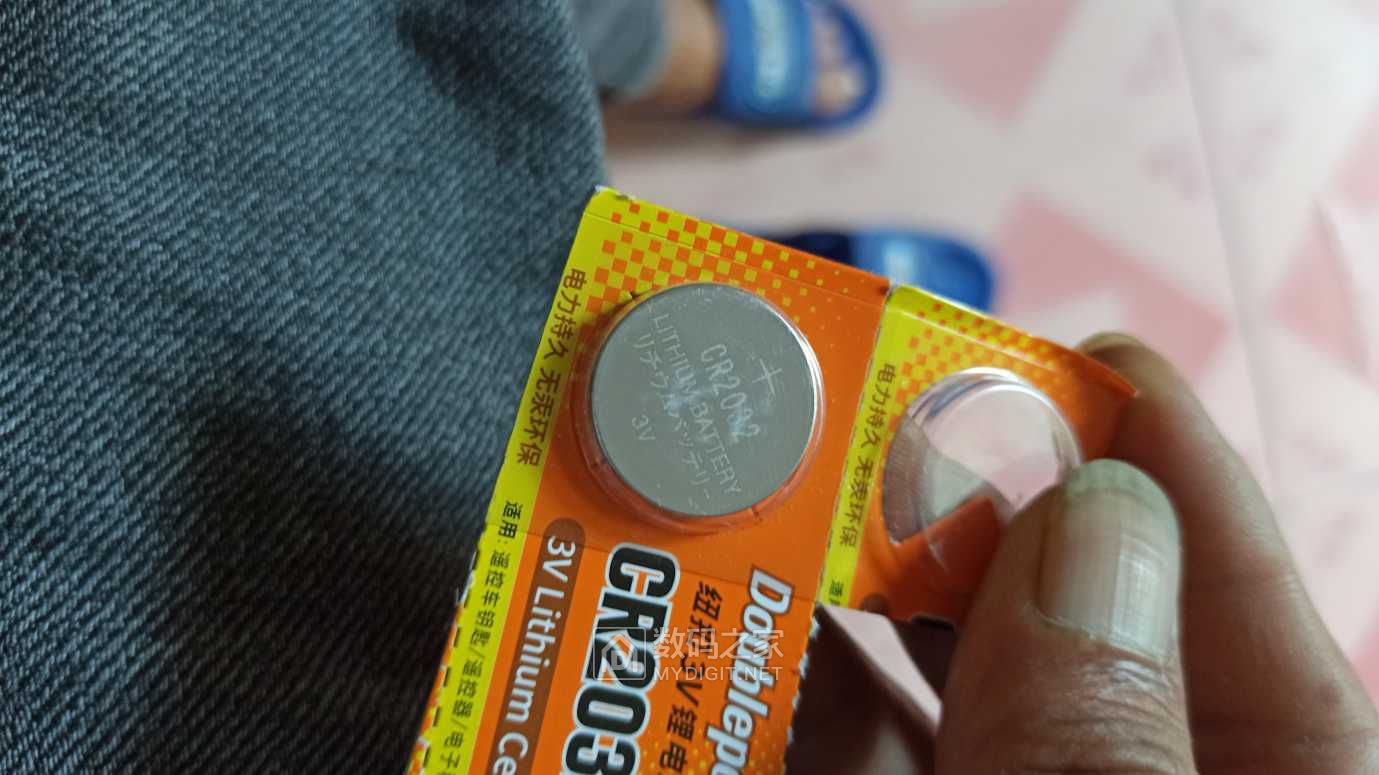 +
CR2032
LITHIUM BATTERY
リチウムバッテリー
3V
电力持久 无汞环保
Doublepo
纽扣3V锂电
CR203
3V Lithium Ce
适用：遥控车钥匙/遥控器/电子
电力持久 无汞环保
适
数码之家
MYDIGIT.NET